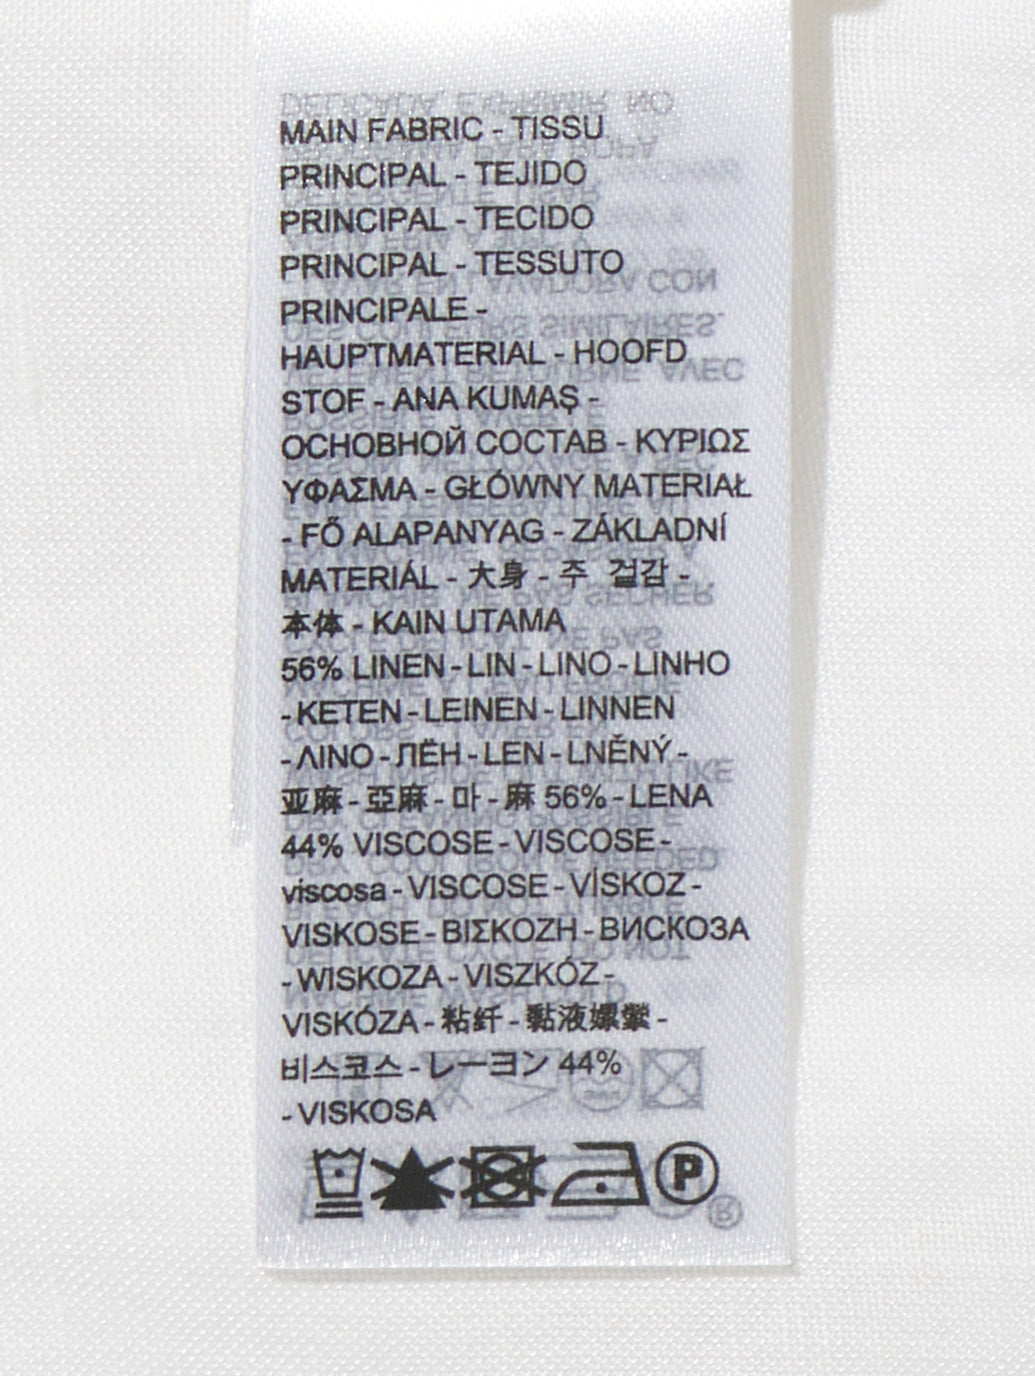 MAIN FABRIC - TISSU
PRINCIPAL - TEJIDO
PRINCIPAL - TECIDO
PRINCIPAL - TESSUTO
PRINCIPALE -
HAUPTMATERIAL - HOOFD
STOF - ANA KUMAŞ -
ОСНОВНОЙ СОСТАВ - ΚΥΡΙΩΣ
ΥΦΑΣΜΑ - GŁÓWNY MATERIAŁ
- FŐ ALAPANYAG - ZÁKLADNÍ
MATERIÁL - 大身 - 주 겉감 -
本体 - KAIN UTAMA
56% LINEN - LIN - LINO - LINHO
- KETEN - LEINEN - LINNEN
- ΛΙΝΟ - ЛЁН - LEN - LNĚNÝ -
亚麻 - 亞麻 - 마 - 麻 56% - LENA
44% VISCOSE - VISCOSE -
viscosa - VISCOSE - VİSKOZ -
VISKOSE - ΒΙΣΚΟΖΗ - ВИСКОЗА
- WISKOZA - VISZKÓZ -
VISKÓZA - 粘纤 - 黏液嫘縈 -
비스코스 - レーヨン 44%
- VISKOSA
P